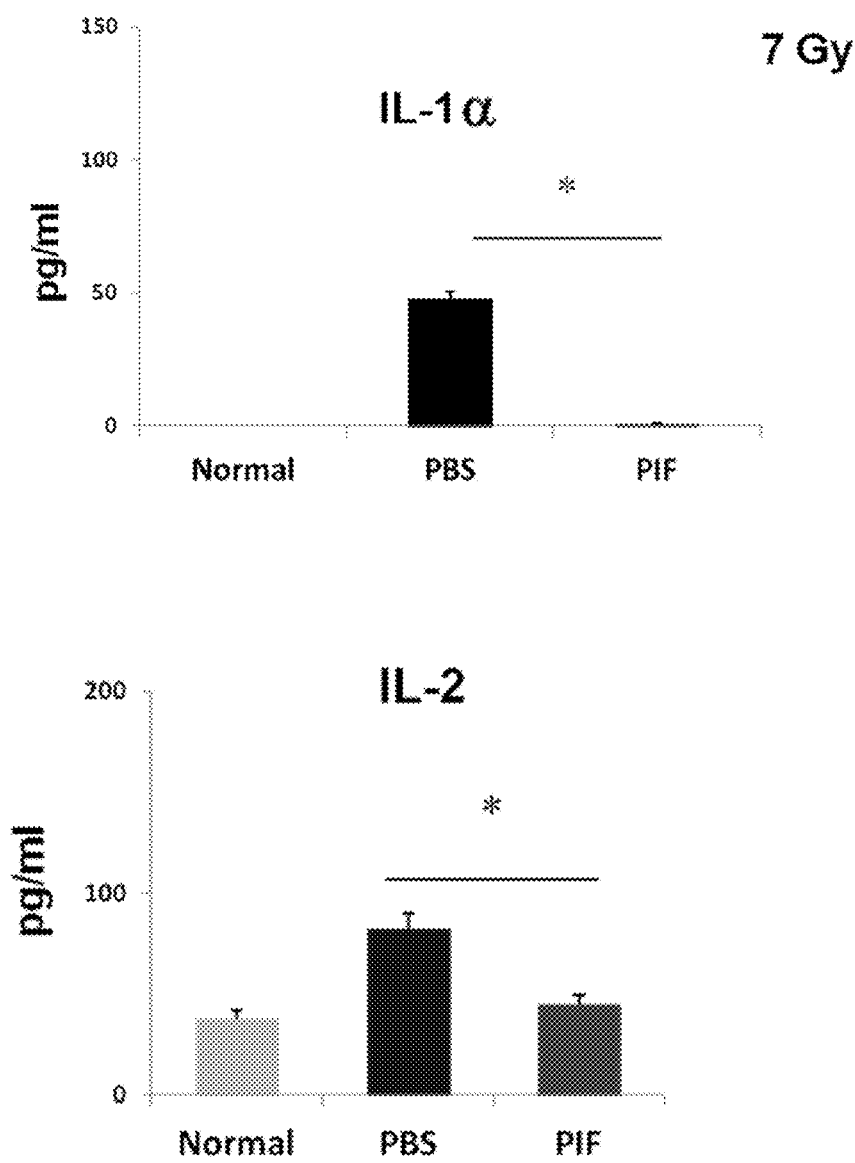 150
7 Gy
IL-1α
100
*
pg/ml
50
0
Normal PBS PIF
IL-2
200
*
pg/ml
100
0
Normal PBS PIF